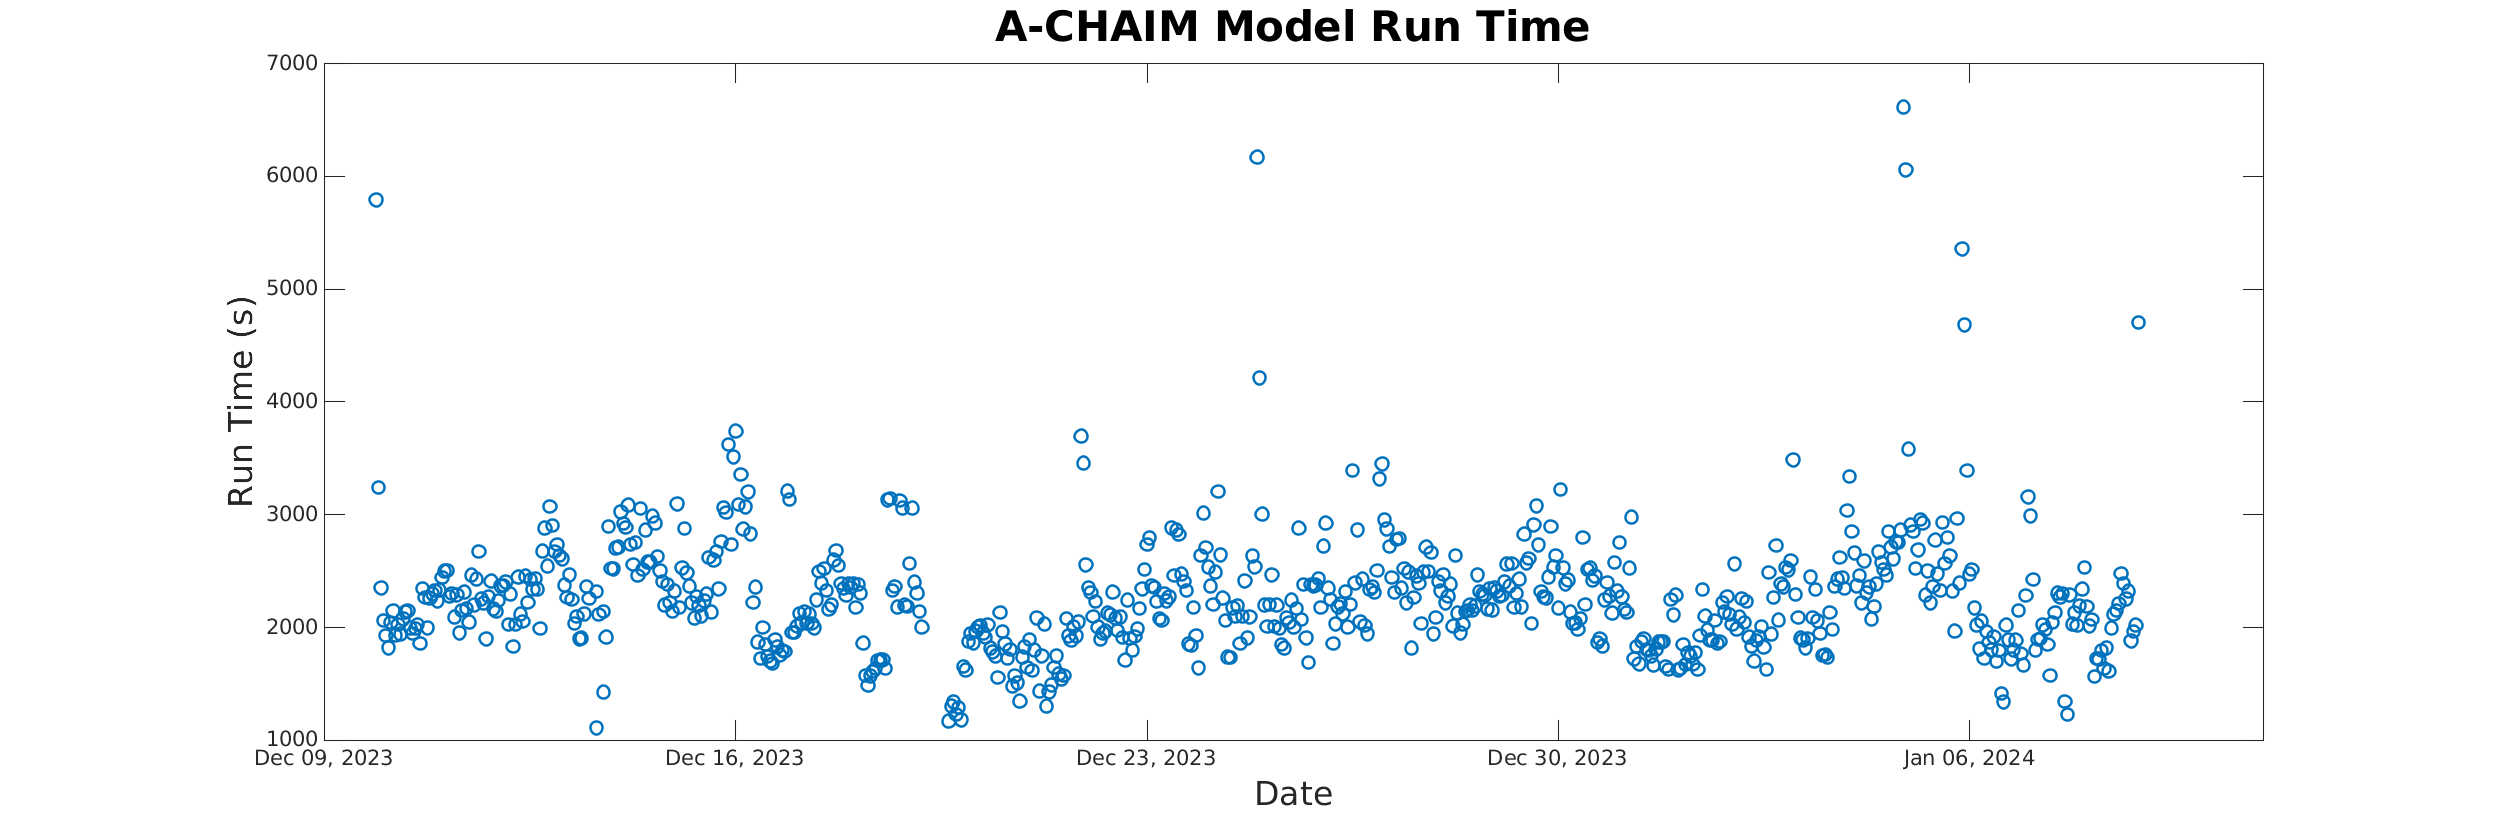 A-CHAIM Model Run Time
7000
6000
5000
4000
3000
2000
1000
Run Time (s)
Dec 09, 2023 Dec 16, 2023 Dec 23, 2023 Dec 30, 2023 Jan 06, 2024
Date